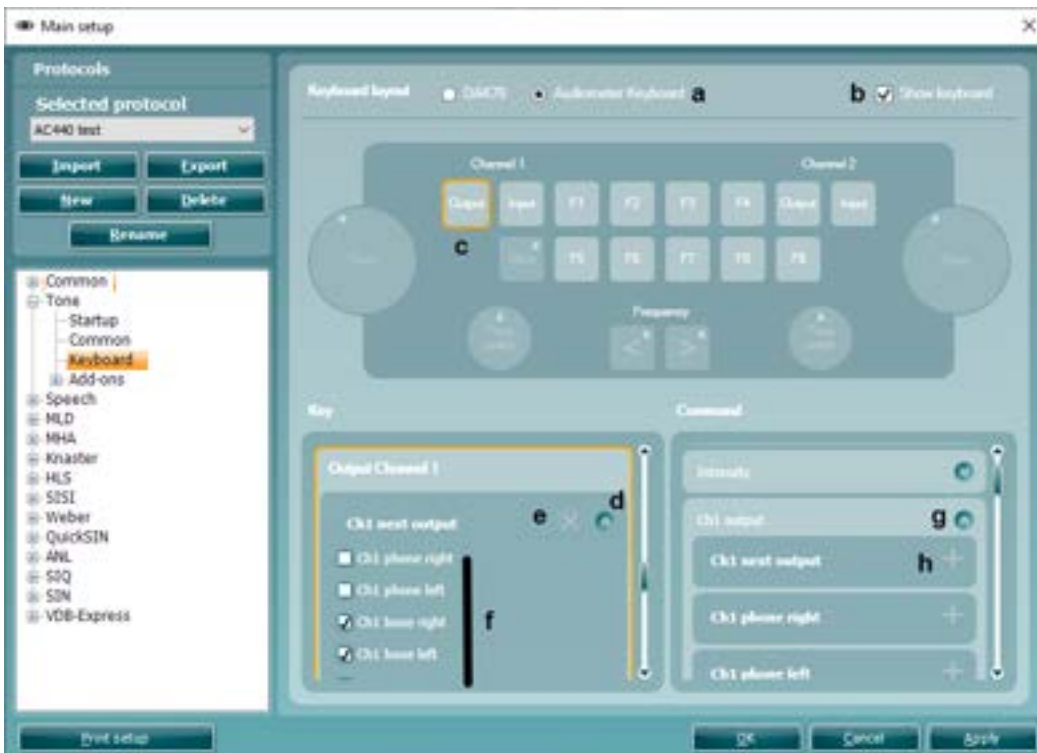 Main setup
Protocols
Selected protocol
AC440 test
Import Export
New Delete
Rename
Common
Tone
Startup
Common
Keyboard
Add-ons
Speech
MLD
MHA
Knaster
HLS
SISI
Weber
QuickSIN
ANL
SIQ
SIN
VDB-Express
Print setup
Keyboard layout Audiometer Keyboard a b Show keyboard
Channel 1 Channel 2
Output Input F1 F2 F3 F4 Output Input
c
F5 F6 F7 F8 F9
Frequency
< >
Key Command
Output Channel 1
Ch1 next output e d
Ch1 phone right
Ch1 phone left
Ch1 bone right
Ch1 bone left
f
Intensity
Ch1 output g
Ch1 next output h
Ch1 phone right
Ch1 phone left
OK Cancel Apply